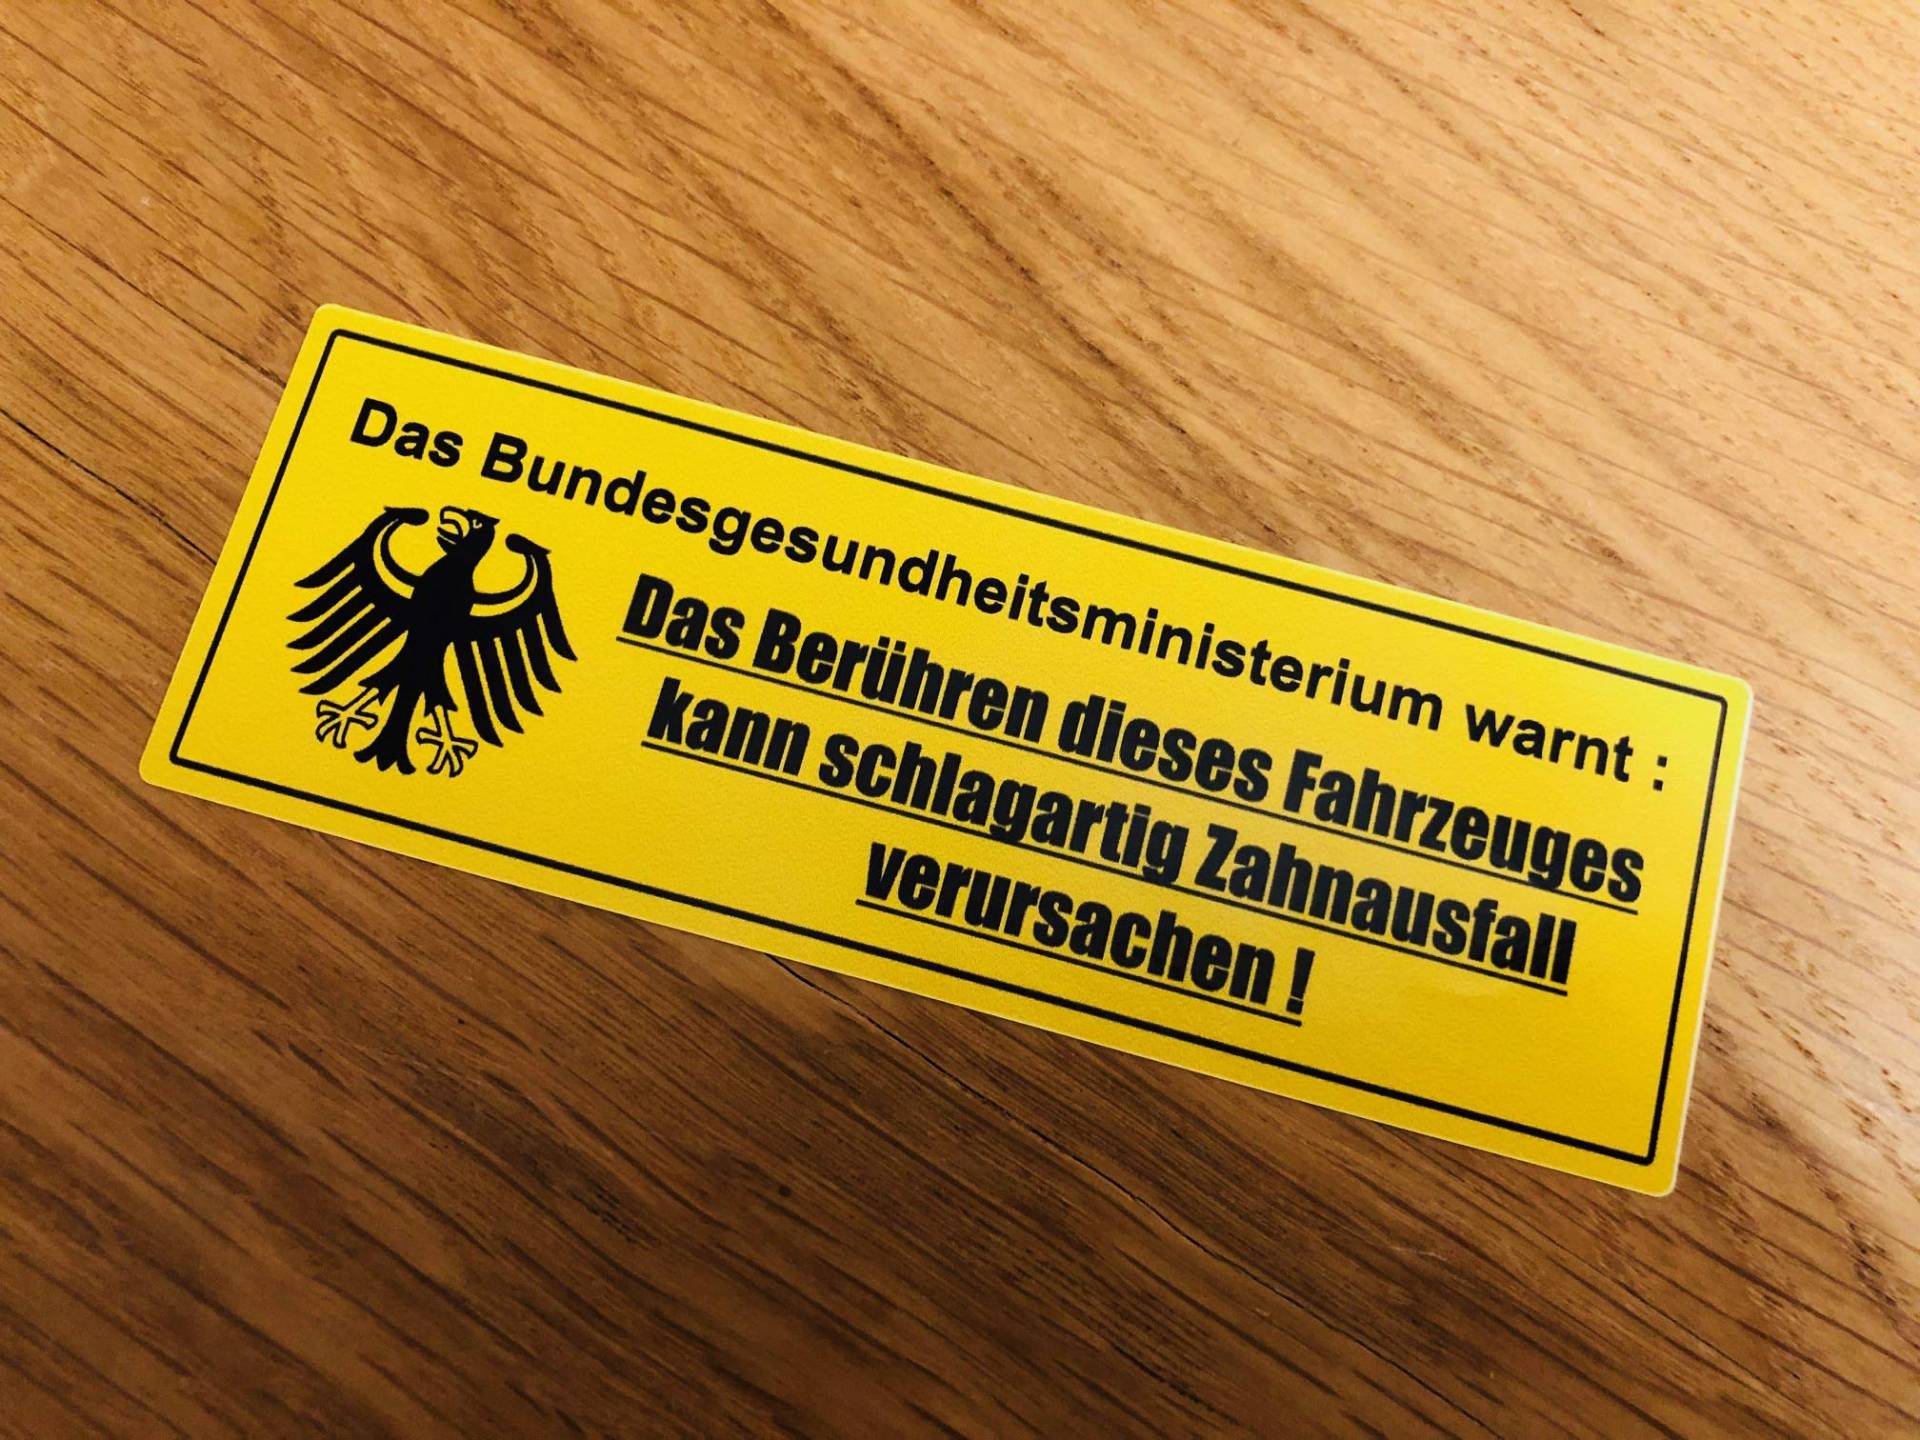 Das Bundesgesundheitsministerium warnt :
Das Berühren dieses Fahrzeuges
kann schlagartig Zahnausfall
verursachen !